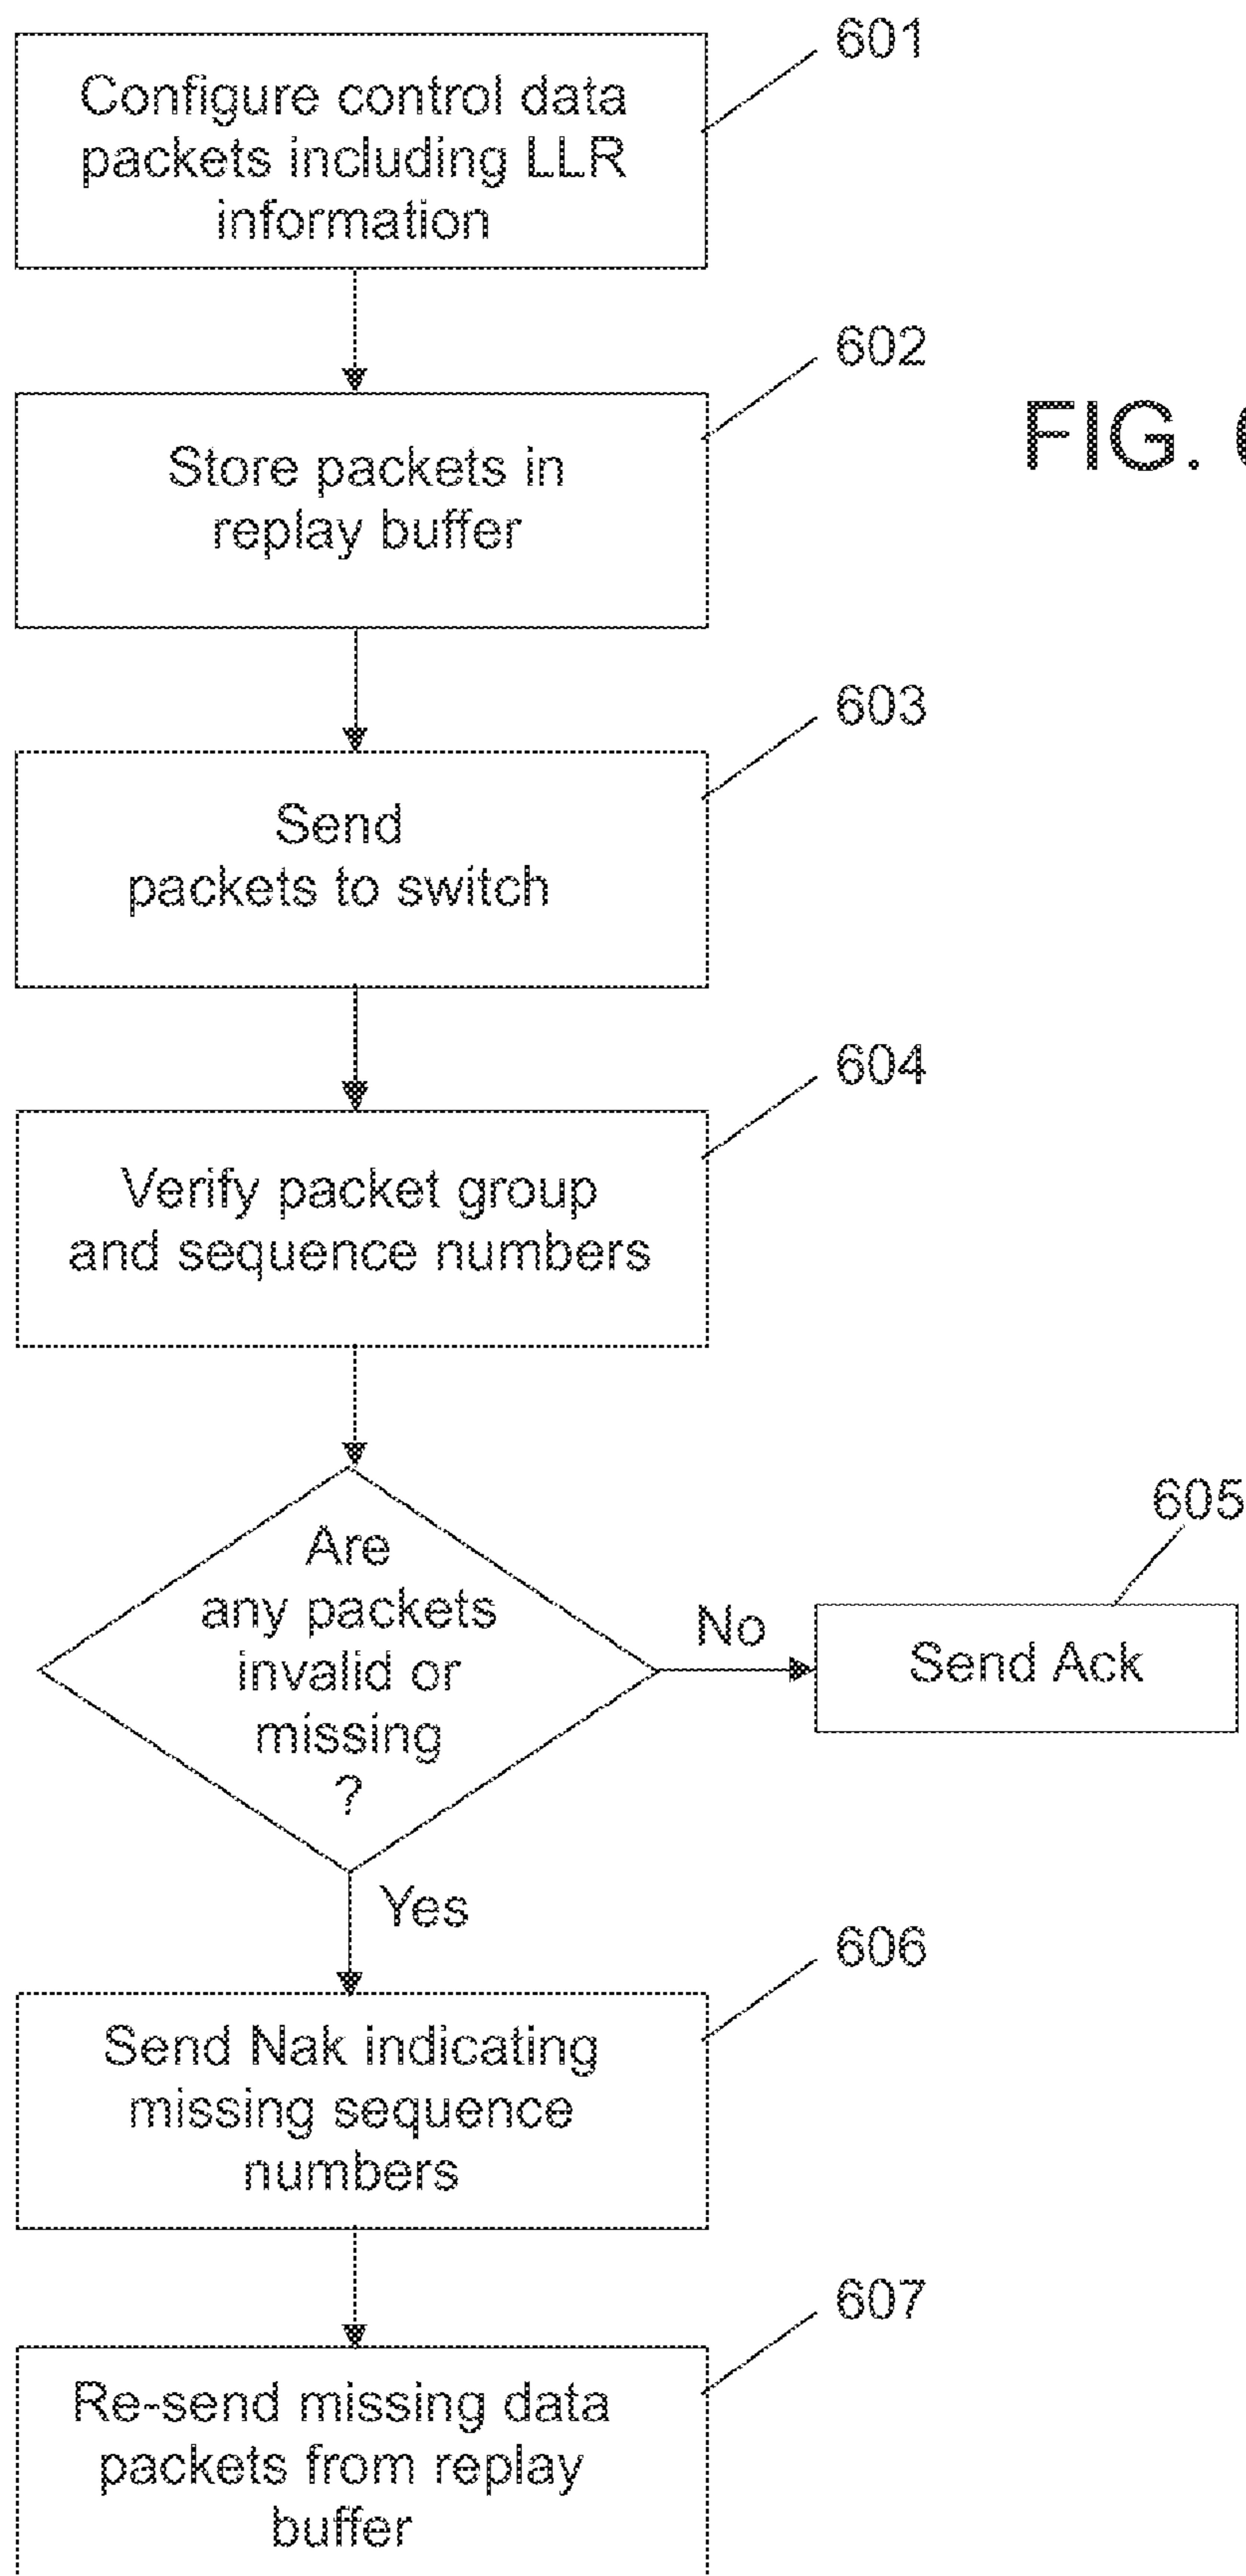 601
Configure control data
packets including LLR
information
602
FIG. 6
Store packets in
replay buffer
603
Send
packets to switch
604
Verify packet group
and sequence numbers
605
Are
any packets
invalid or
missing
?
No
Send Ack
Yes
606
Send Nak indicating
missing sequence
numbers
607
Re-send missing data
packets from replay
buffer